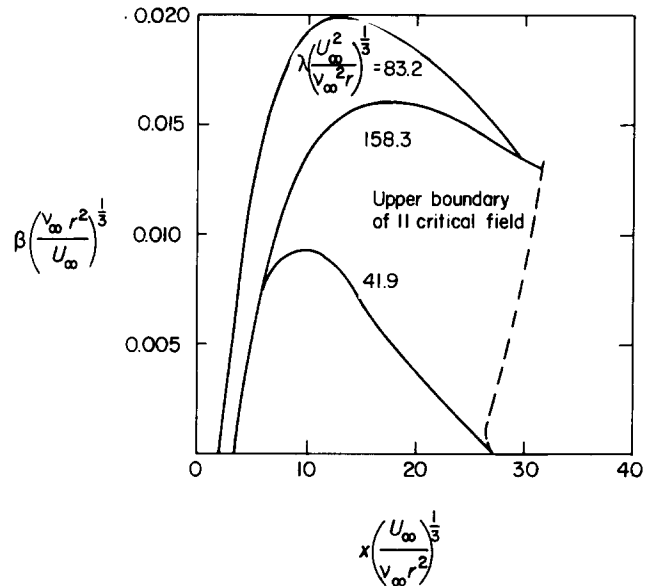 0.020
λ(U∞²/ν∞²r)^1/3 = 83.2
0.015
158.3
Upper boundary
of II critical field
β(ν∞ r²/U∞)^1/3
0.010
41.9
0.005
0 10 20 30 40
x(U∞/ν∞ r²)^1/3